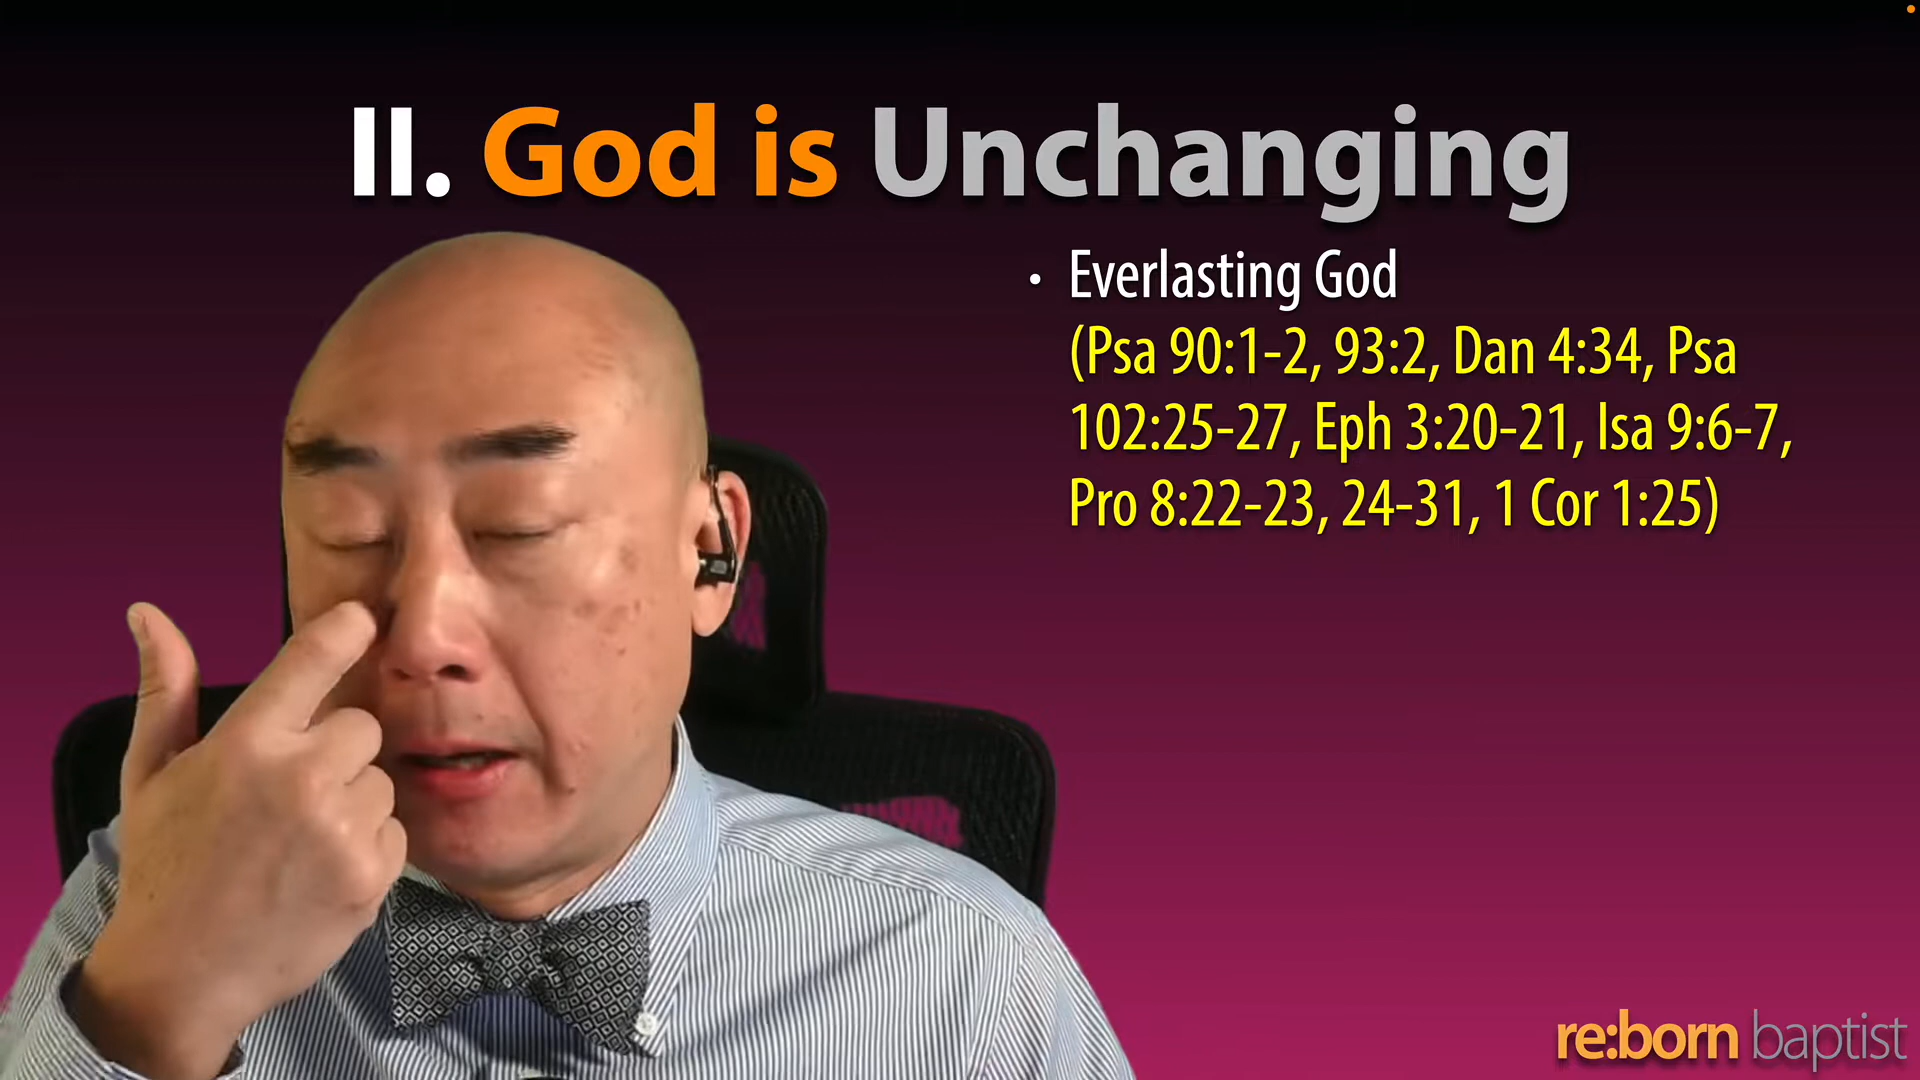 II. God is Unchanging
• Everlasting God
(Psa 90:1-2, 93:2, Dan 4:34, Psa
102:25-27, Eph 3:20-21, Isa 9:6-7,
Pro 8:22-23, 24-31, 1 Cor 1:25)
re:born baptist